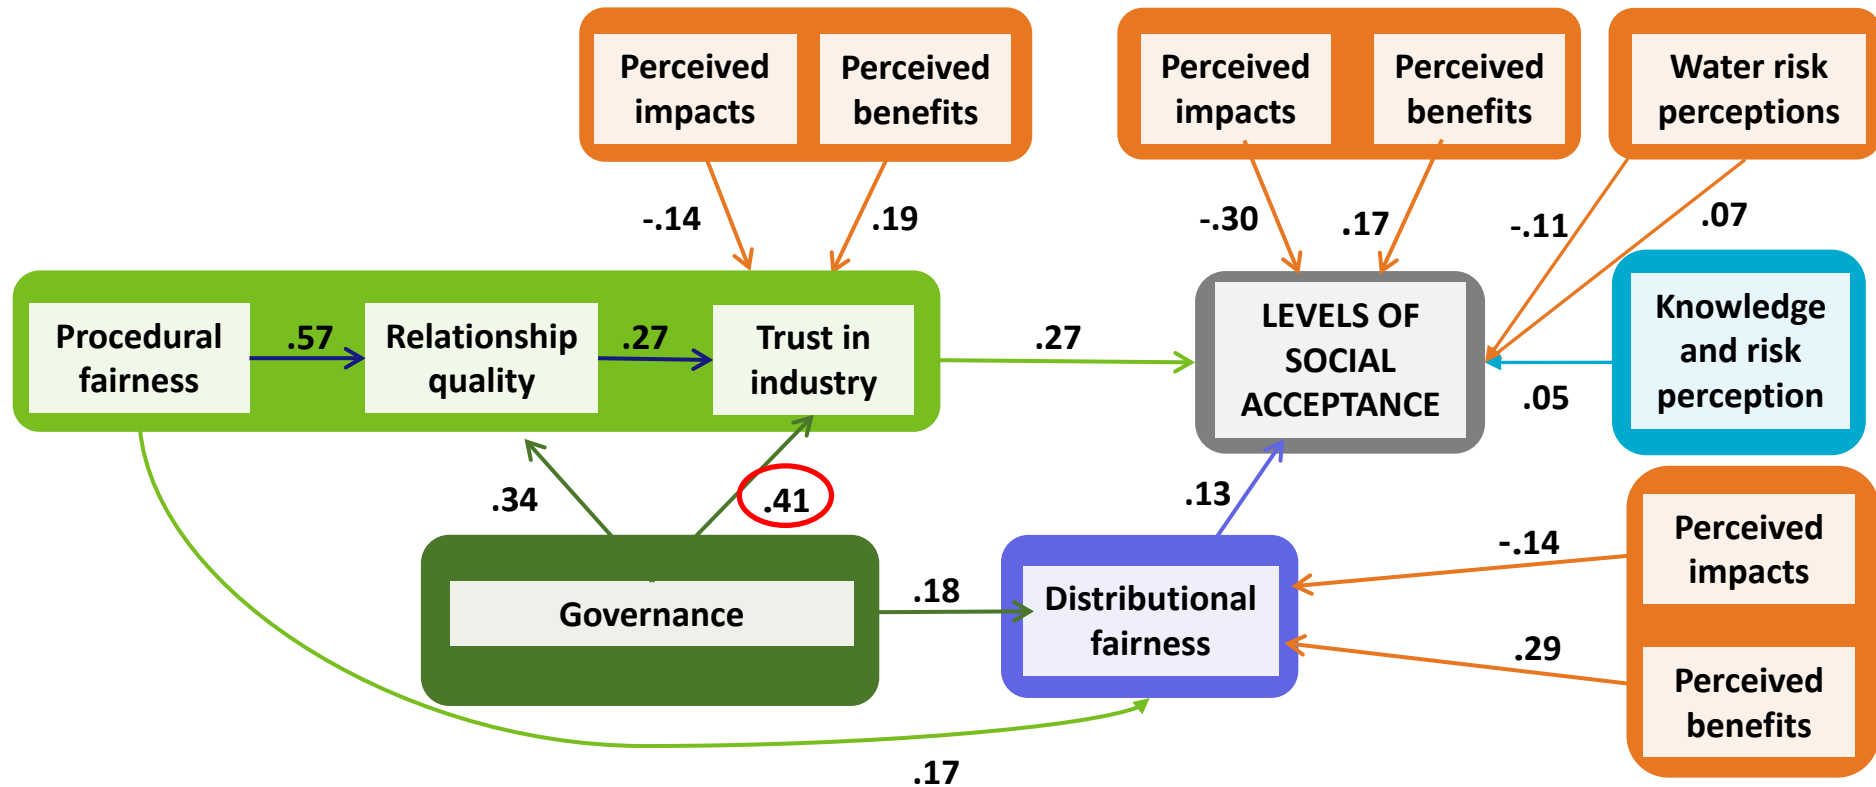 Perceived
impacts
Perceived
benefits
Perceived
impacts
Perceived
benefits
Water risk
perceptions
-.14
.19
-.30
.17
-.11
.07
Procedural
fairness
.57
Relationship
quality
.27
Trust in
industry
.27
LEVELS OF
SOCIAL
ACCEPTANCE
Knowledge
and risk
perception
.05
.34
.41
.13
Governance
.18
Distributional
fairness
-.14
.29
Perceived
impacts
Perceived
benefits
.17